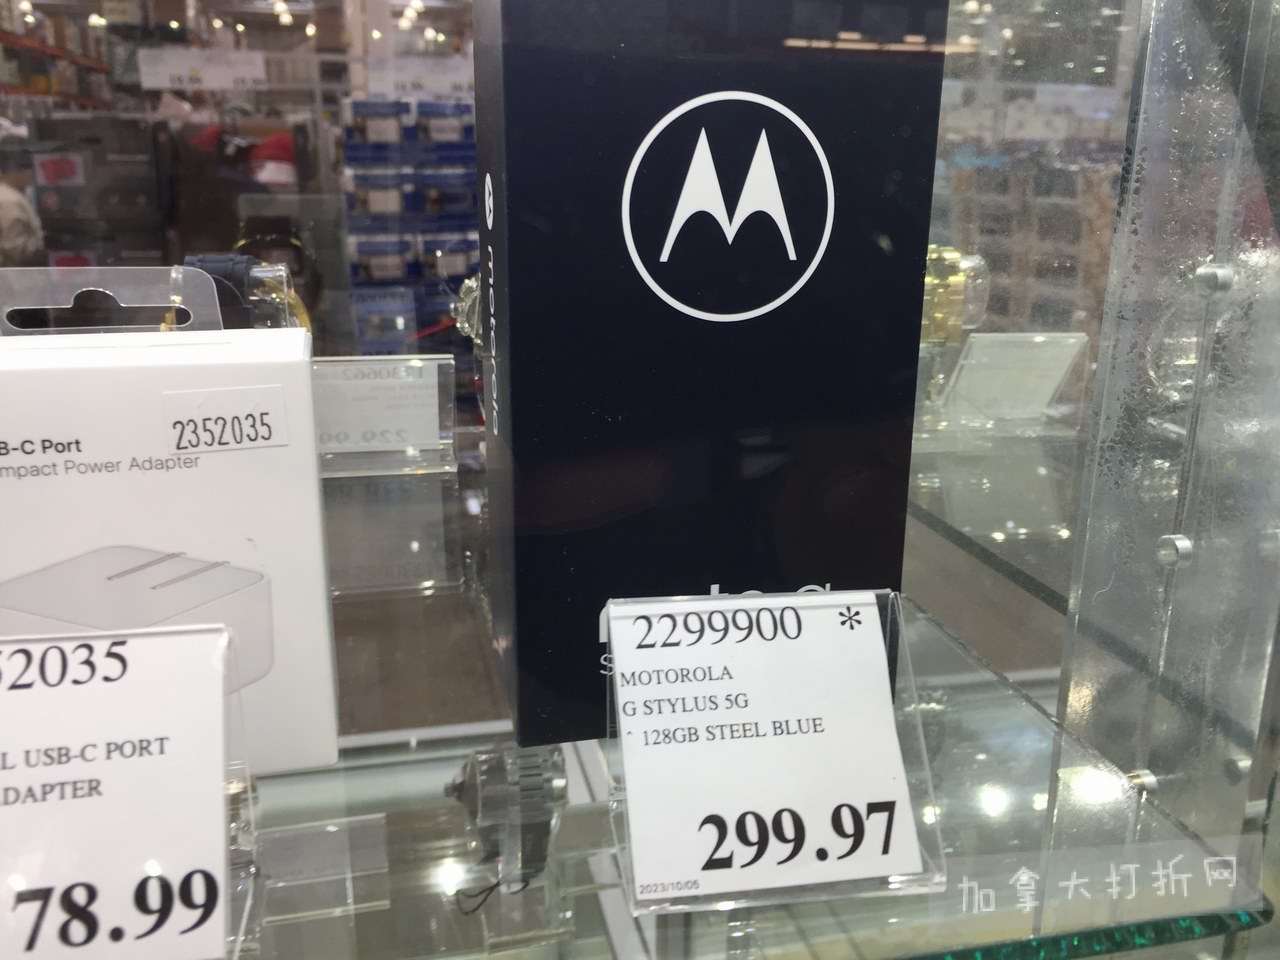 motorola
2352035
B-C Port
mpact Power Adapter
2299900 *
MOTOROLA
G STYLUS 5G
^ 128GB STEEL BLUE
299.97
2023/10/05
52035
L USB-C PORT
ADAPTER
78.99
加拿大打折网